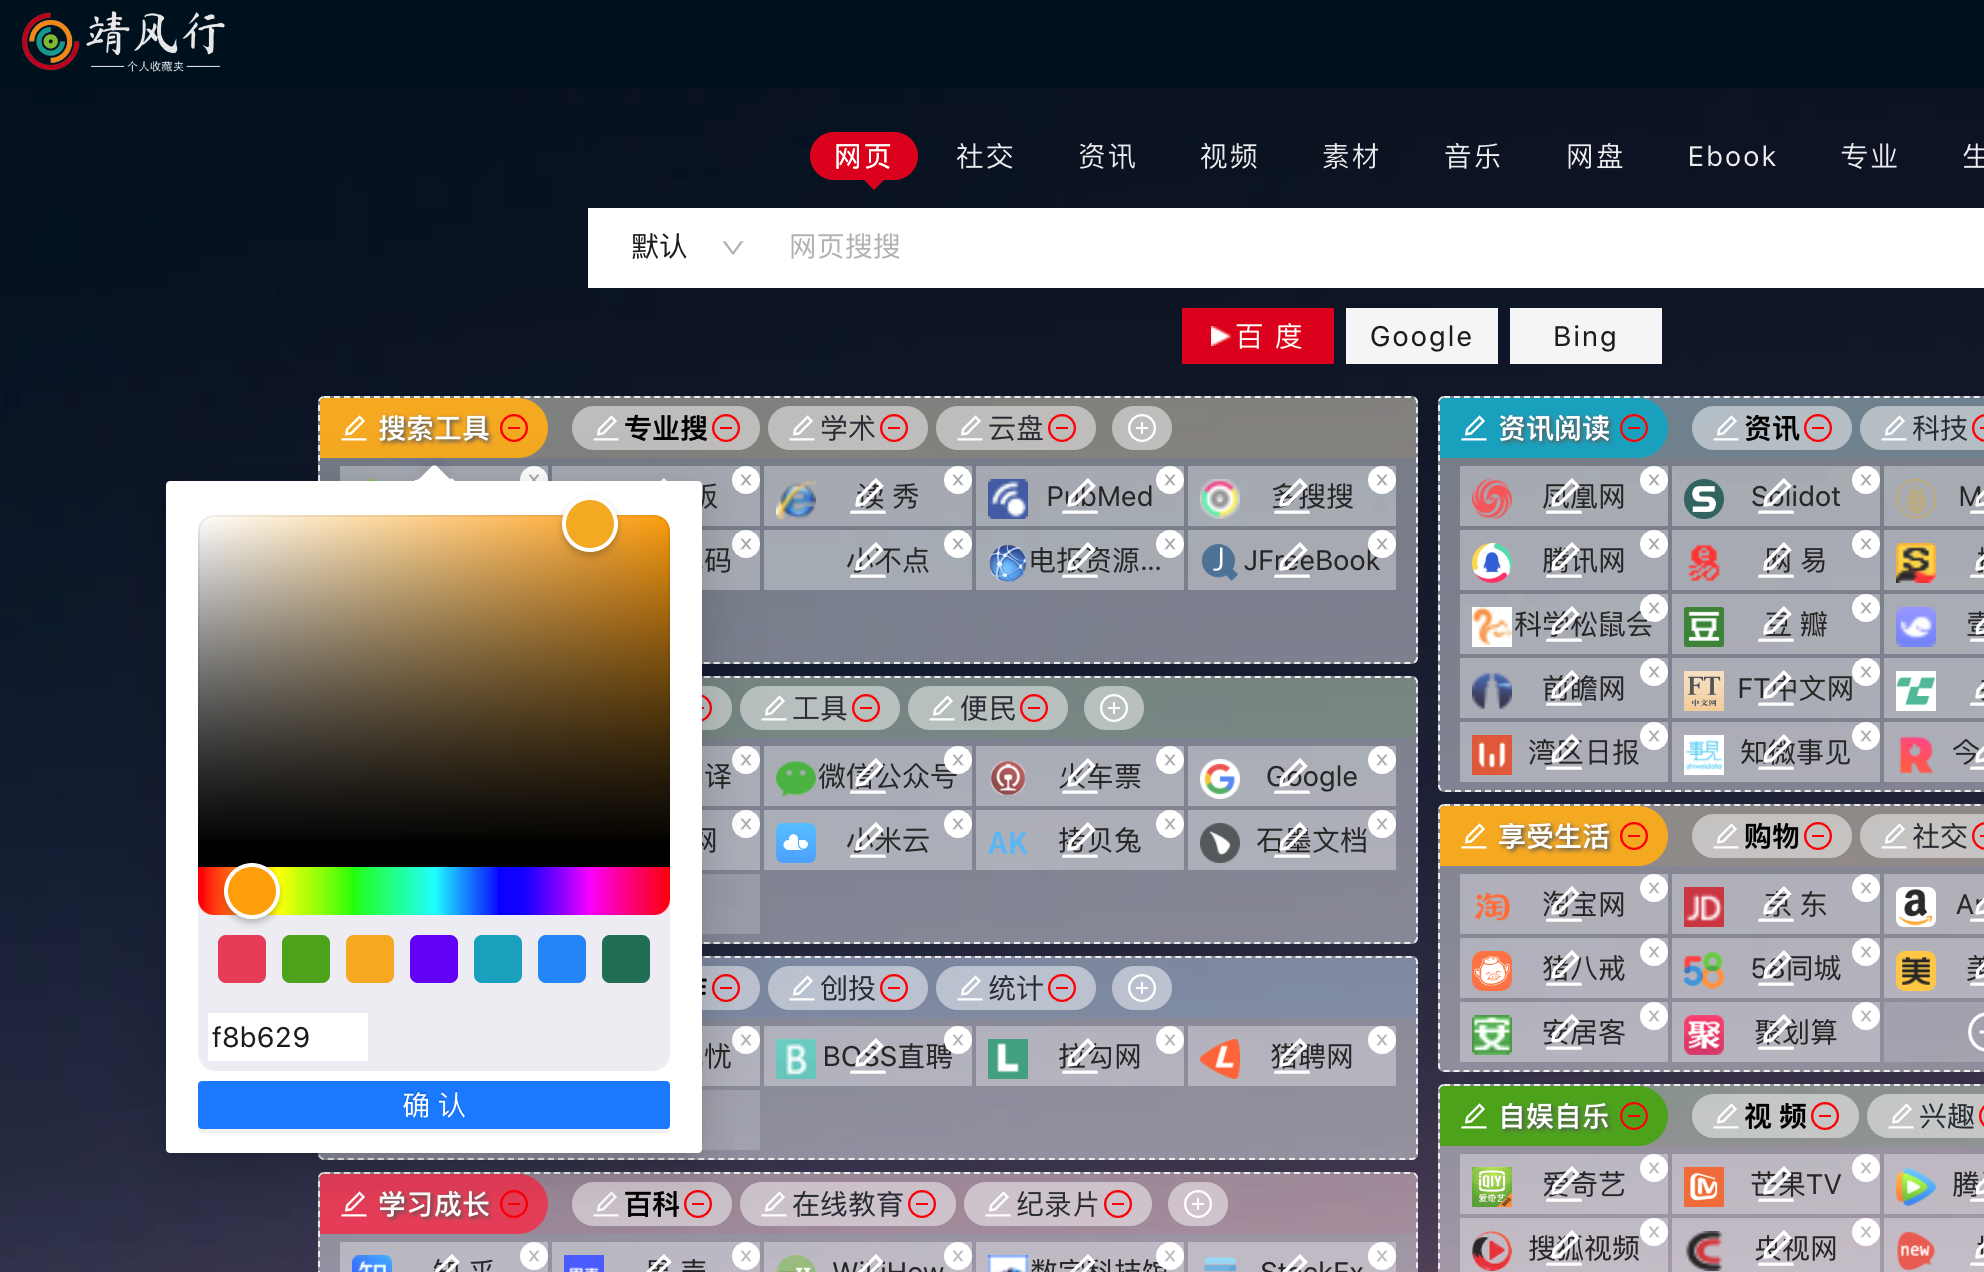 靖风行
个人收藏夹
网页 社交 资讯 视频 素材 音乐 网盘 Ebook 专业 生
默认 网页搜搜
百 度 Google Bing
搜索工具 专业搜 学术 云盘
版 读 秀 PubMed 多搜搜
码 小不点 电报资源... JFreeBook
工具 便民
译 微信公众号 火车票 Google
网 小米云 AK 拷贝兔 石墨文档
创投 统计
忧 BOSS直聘 拉勾网 猎聘网
学习成长 百科 在线教育 纪录片
知 乎 WikiHow 数字科技馆 StackEx
资讯阅读 资讯 科技
凤凰网 Solidot
腾讯网 网 易
科学松鼠会 豆 瓣
前瞻网 FT中文网
湾区日报 知微事见 今
享受生活 购物 社交
淘宝网 京 东
猪八戒 58同城
安居客 聚划算
自娱自乐 视 频 兴趣
爱奇艺 芒果TV 腾
搜狐视频 央视网
f8b629
确 认